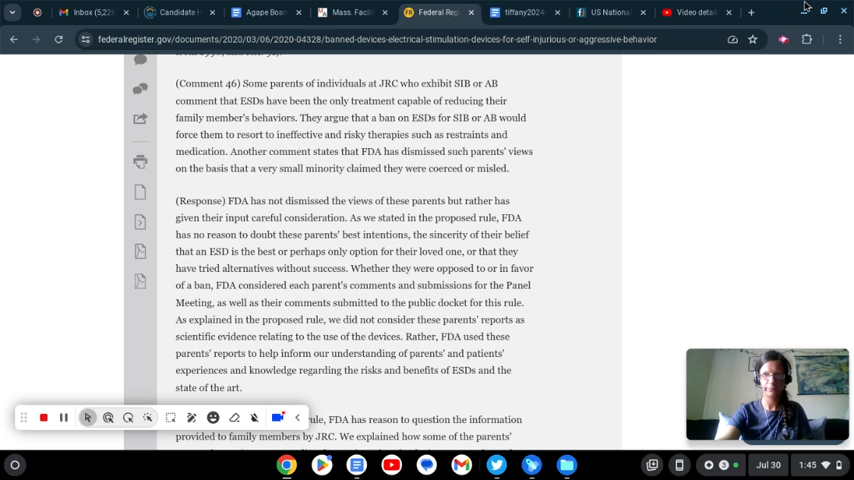 Inbox (5,22
Candidate H
Agape Boar
Mass. Facili
Federal Reg
tiffany2024
US National
Video detai
federalregister.gov/documents/2020/03/06/2020-04328/banned-devices-electrical-stimulation-devices-for-self-injurious-or-aggressive-behavior
(Comment 46) Some parents of individuals at JRC who exhibit SIB or AB
comment that ESDs have been the only treatment capable of reducing their
family member's behaviors. They argue that a ban on ESDs for SIB or AB would
force them to resort to ineffective and risky therapies such as restraints and
medication. Another comment states that FDA has dismissed such parents' views
on the basis that a very small minority claimed they were coerced or misled.
(Response) FDA has not dismissed the views of these parents but rather has
given their input careful consideration. As we stated in the proposed rule, FDA
has no reason to doubt these parents' best intentions, the sincerity of their belief
that an ESD is the best or perhaps only option for their loved one, or that they
have tried alternatives without success. Whether they were opposed to or in favor
of a ban, FDA considered each parent's comments and submissions for the Panel
Meeting, as well as their comments submitted to the public docket for this rule.
As explained in the proposed rule, we did not consider these parents' reports as
scientific evidence relating to the use of the devices. Rather, FDA used these
parents' reports to help inform our understanding of parents' and patients'
experiences and knowledge regarding the risks and benefits of ESDs and the
state of the art.
rule, FDA has reason to question the information
provided to family members by JRC. We explained how some of the parents'
3
Jul 30
1:45